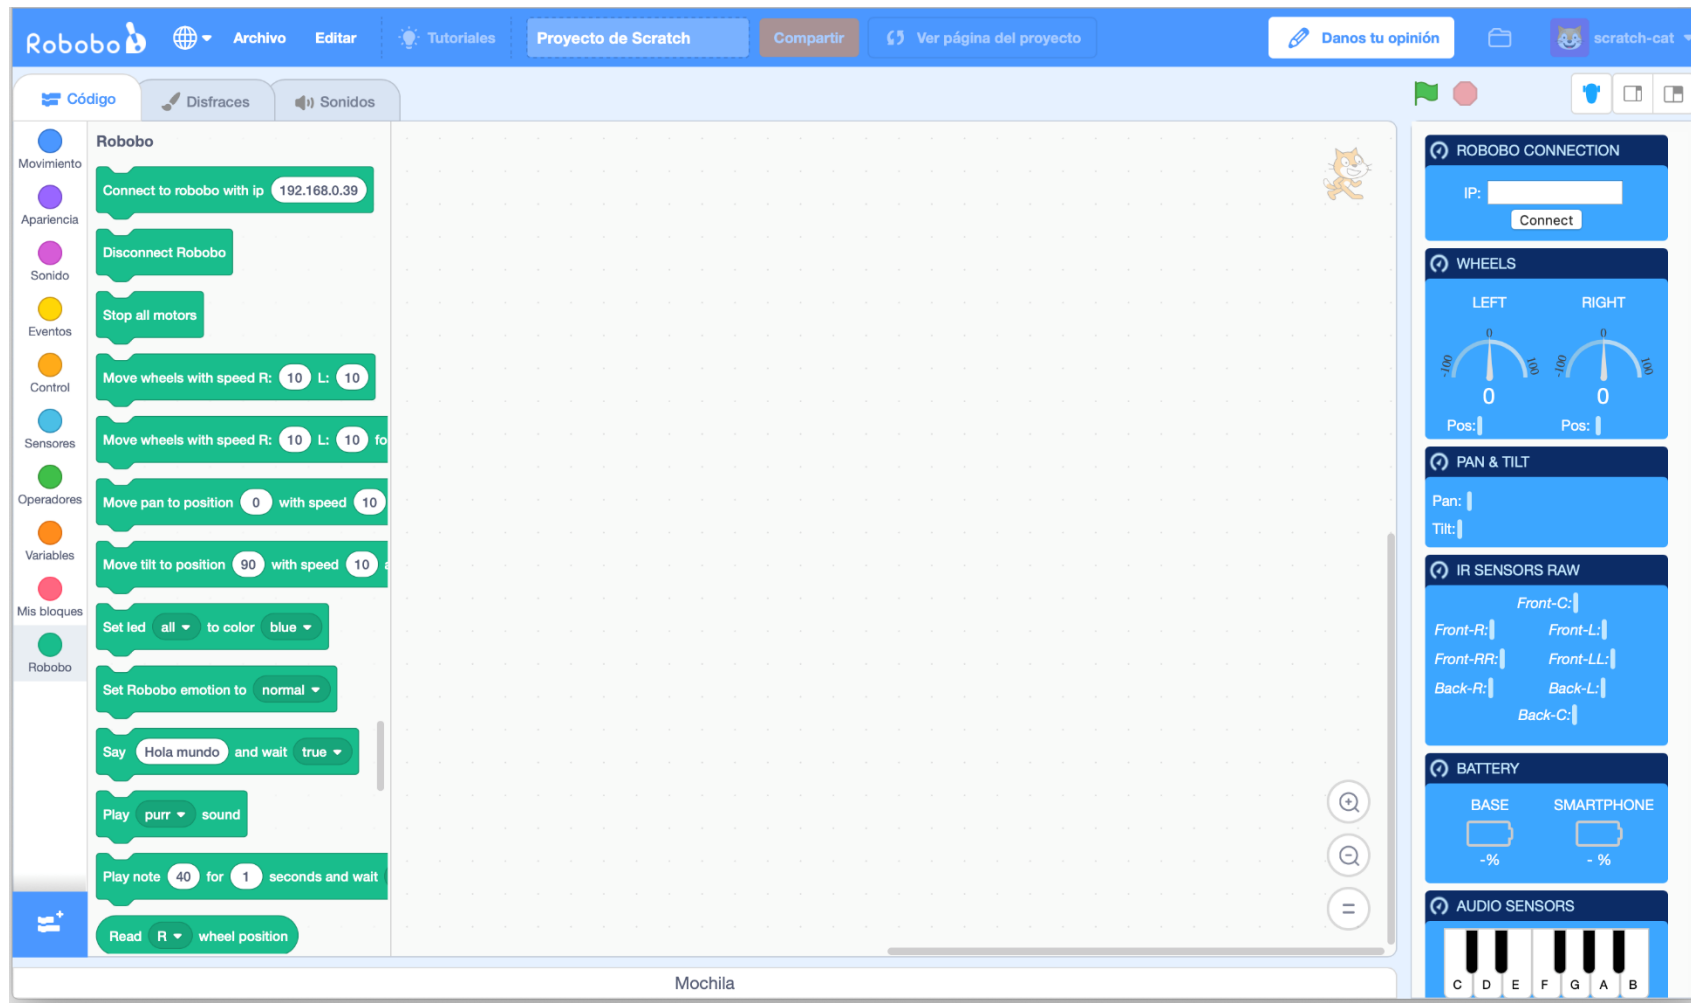 Robobo
Archivo
Editar
Tutoriales
Proyecto de Scratch
Compartir
Ver página del proyecto
Danos tu opinión
scratch-cat
Código
Disfraces
Sonidos
Movimiento
Apariencia
Sonido
Eventos
Control
Sensores
Operadores
Variables
Mis bloques
Robobo
Robobo
Connect to robobo with ip 192.168.0.39
Disconnect Robobo
Stop all motors
Move wheels with speed R: 10 L: 10
Move wheels with speed R: 10 L: 10 fo
Move pan to position 0 with speed 10
Move tilt to position 90 with speed 10
Set led all to color blue
Set Robobo emotion to normal
Say Hola mundo and wait true
Play purr sound
Play note 40 for 1 seconds and wait
Read R wheel position
ROBOBO CONNECTION
IP:
Connect
WHEELS
LEFT RIGHT
0 0
-100 100 -100 100
0 0
Pos: Pos:
PAN & TILT
Pan:
Tilt:
IR SENSORS RAW
Front-C:
Front-R: Front-L:
Front-RR: Front-LL:
Back-R: Back-L:
Back-C:
BATTERY
BASE SMARTPHONE
-% - %
AUDIO SENSORS
C D E F G A B
Mochila